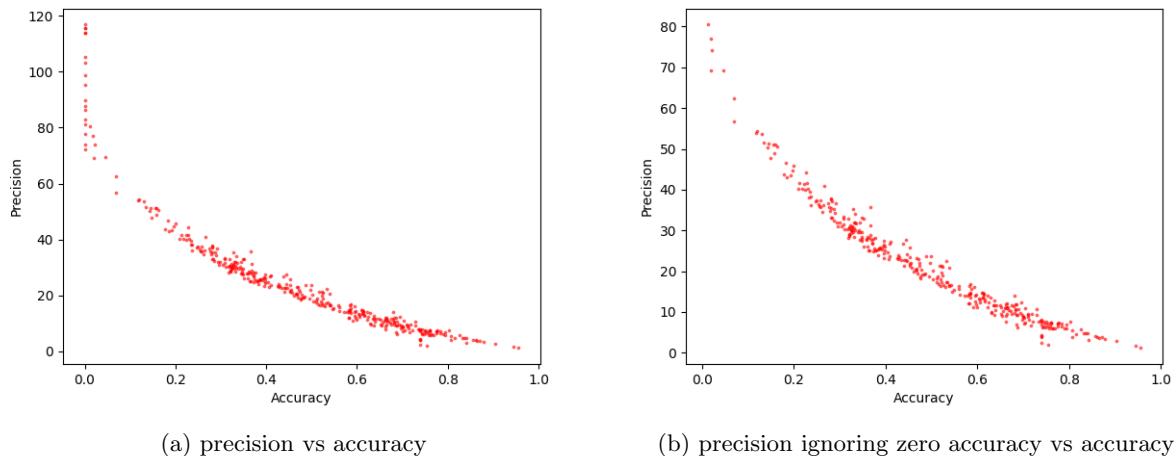 120
100
80
60
40
20
0
Precision
0.0 0.2 0.4 0.6 0.8 1.0
Accuracy
(a) precision vs accuracy
80
70
60
50
40
30
20
10
0
Precision
0.0 0.2 0.4 0.6 0.8 1.0
Accuracy
(b) precision ignoring zero accuracy vs accuracy